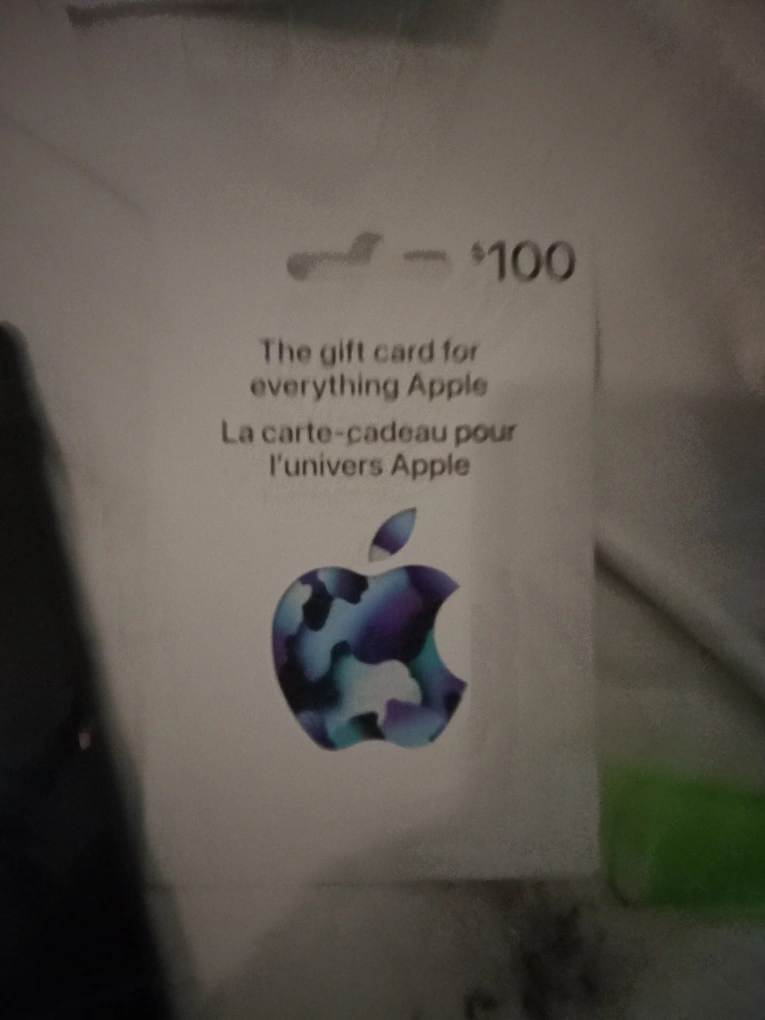 $100
The gift card for
everything Apple
La carte-cadeau pour
l'univers Apple